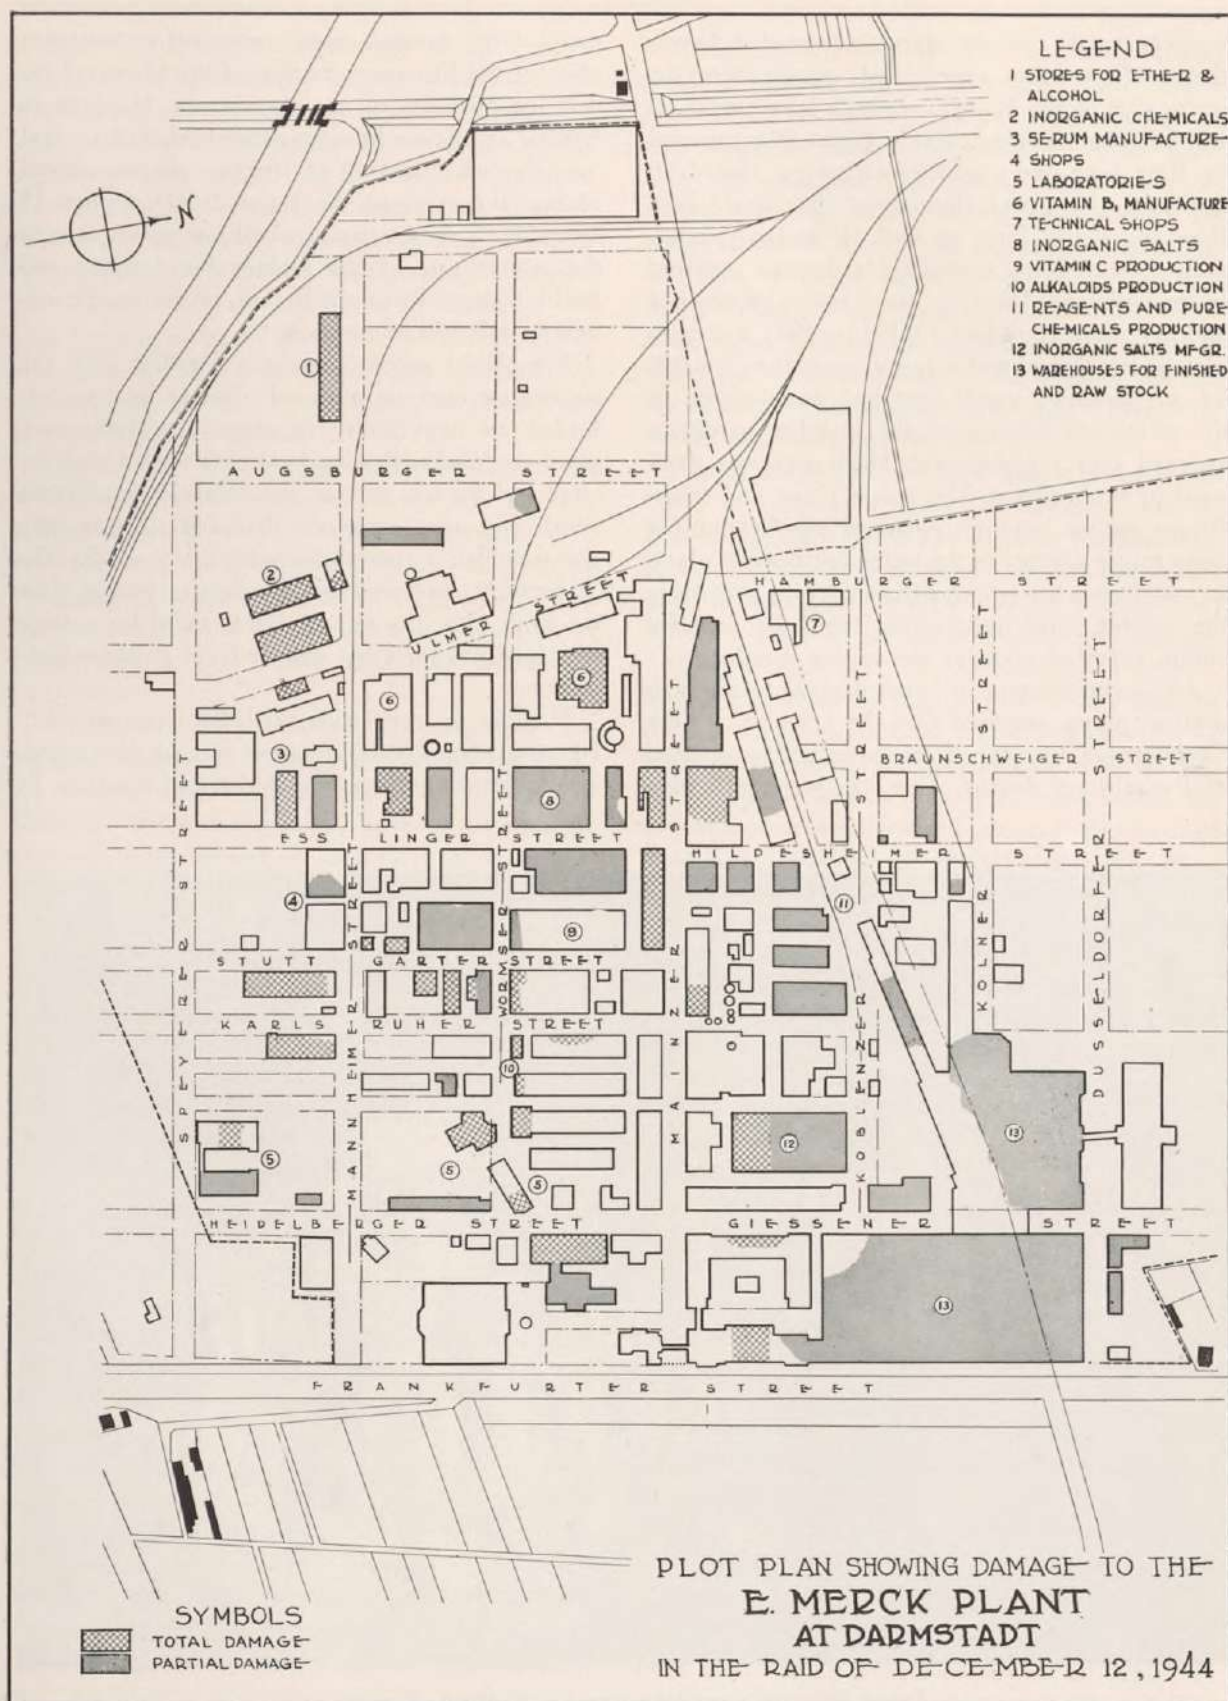 LEGEND
1 STORES FOR ETHER &
ALCOHOL
2 INORGANIC CHEMICALS
3 SERUM MANUFACTURE
4 SHOPS
5 LABORATORIES
6 VITAMIN B₁ MANUFACTURE
7 TECHNICAL SHOPS
8 INORGANIC SALTS
9 VITAMIN C PRODUCTION
10 ALKALOIDS PRODUCTION
11 REAGENTS AND PURE
CHEMICALS PRODUCTION
12 INORGANIC SALTS MFGR.
13 WAREHOUSES FOR FINISHED
AND RAW STOCK
N
1
AUGSBURGER STREET
2
ULMER STREET
HAMBURGER STREET
7
6
6
3
BRAUNSCHWEIGER STREET
8
ESSLINGER STREET
HILDESHEIMER STREET
4
11
9
STUTTGARTER STREET
KARLSRUHER STREET
10
5
5
5
12
13
HEIDELBERGER STREET
GIESSENER STREET
13
FRANKFURTER STREET
SPEYERER STREET
MANNHEIMER STREET
WORMSER STREET
MAINZER STREET
KOBLENZER STREET
KOLNER STREET
DUSSELDORFER STREET
SYMBOLS
TOTAL DAMAGE
PARTIAL DAMAGE
PLOT PLAN SHOWING DAMAGE TO THE
E. MERCK PLANT
AT DARMSTADT
IN THE RAID OF DECEMBER 12, 1944